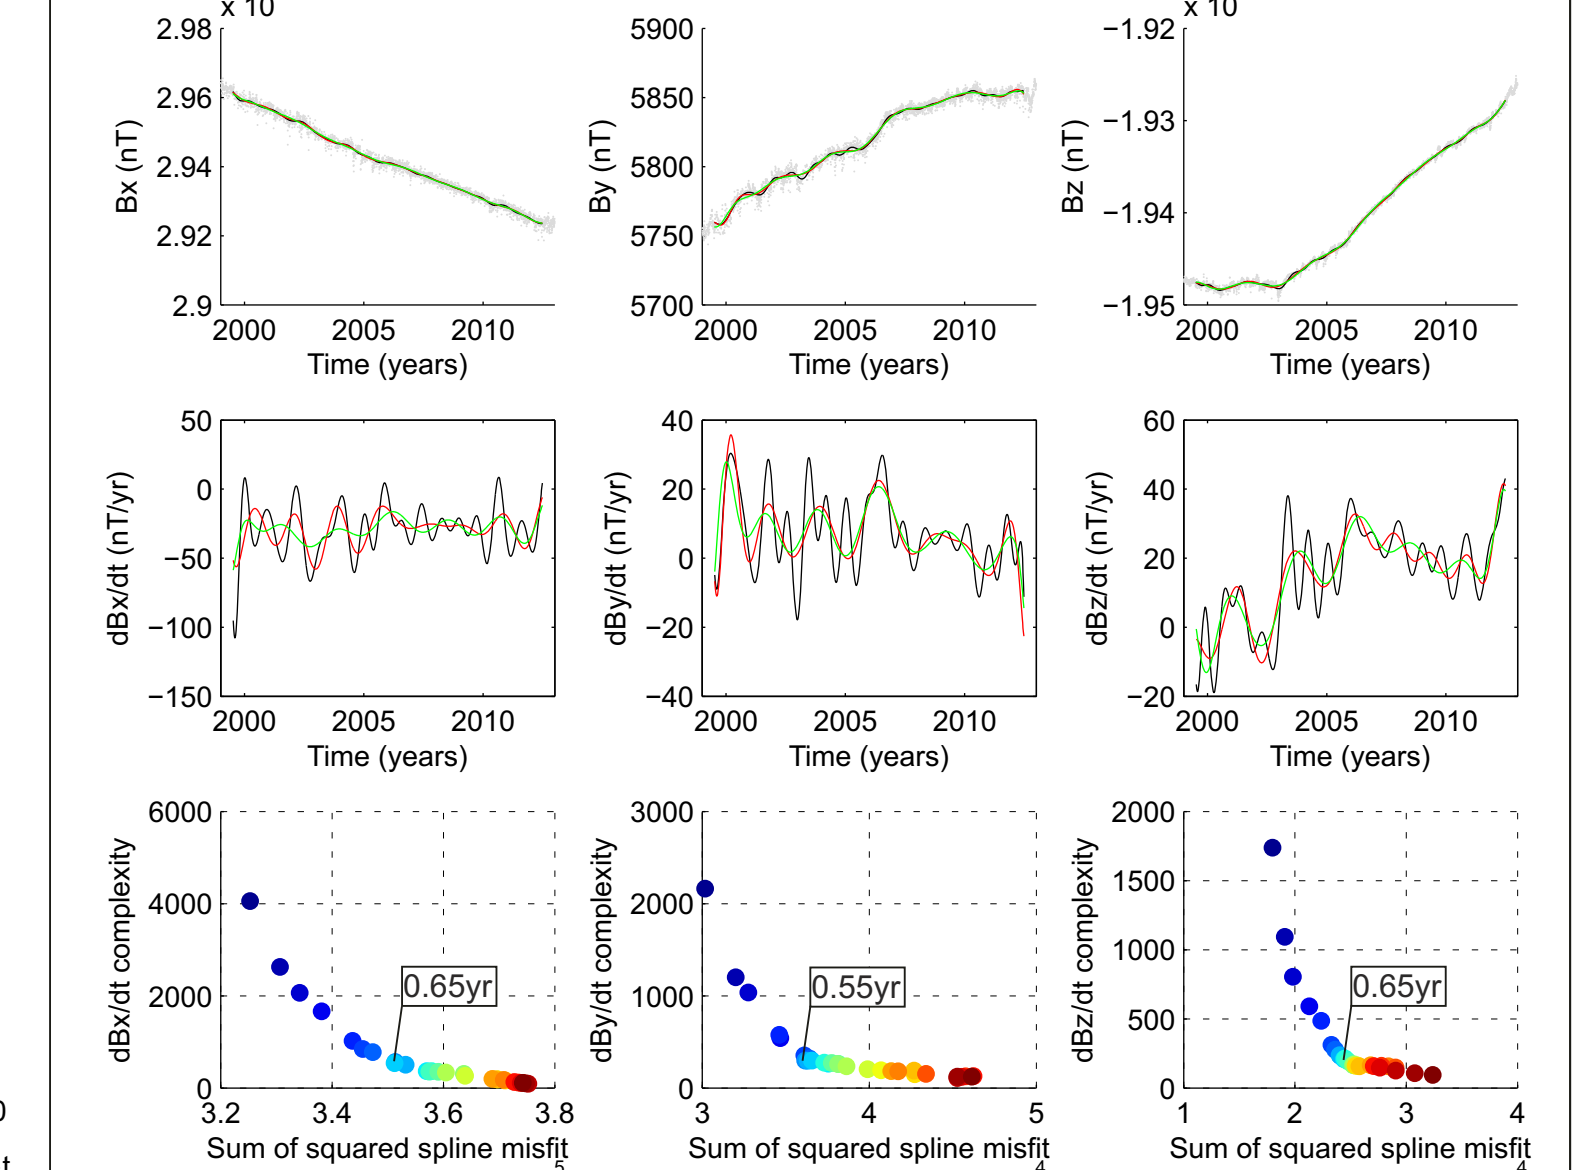 x 10
2.98
2.96
2.94
2.92
2.9
Bx (nT)
2000 2005 2010
Time (years)
5900
5850
5800
5750
5700
By (nT)
2000 2005 2010
Time (years)
x 10
−1.92
−1.93
−1.94
−1.95
Bz (nT)
2000 2005 2010
Time (years)
50
0
−50
−100
−150
dBx/dt (nT/yr)
2000 2005 2010
Time (years)
40
20
0
−20
−40
dBy/dt (nT/yr)
2000 2005 2010
Time (years)
60
40
20
0
−20
dBz/dt (nT/yr)
2000 2005 2010
Time (years)
6000
4000
2000
0
dBx/dt complexity
0.65yr
3.2 3.4 3.6 3.8
Sum of squared spline misfit
5
3000
2000
1000
0
dBy/dt complexity
0.55yr
3 4 5
Sum of squared spline misfit
4
2000
1500
1000
500
0
dBz/dt complexity
0.65yr
1 2 3 4
Sum of squared spline misfit
4